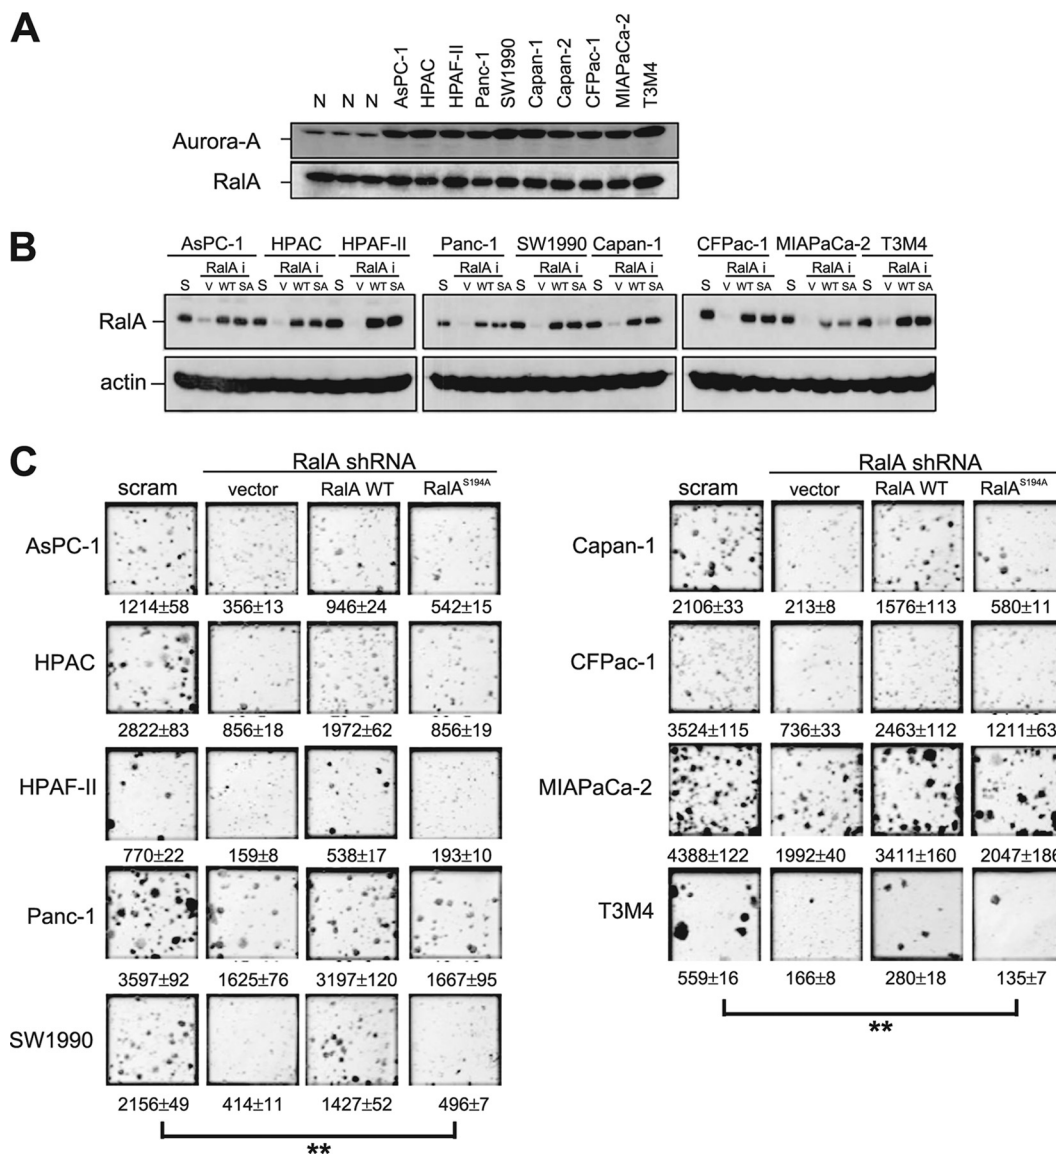 A
N N N AsPC-1 HPAC HPAF-II Panc-1 SW1990 Capan-1 Capan-2 CFPac-1 MIAPaCa-2 T3M4
Aurora-A
RalA
B
AsPC-1 HPAC HPAF-II Panc-1 SW1990 Capan-1 CFPac-1 MIAPaCa-2 T3M4
RalA i RalA i RalA i RalA i RalA i RalA i RalA i RalA i RalA i
S V WT SA S V WT SA S V WT SA S V WT SA S V WT SA S V WT SA S V WT SA S V WT SA S V WT SA
RalA
actin
C
RalA shRNA
scram vector RalA WT RalA^S194A
AsPC-1
1214±58 356±13 946±24 542±15
HPAC
2822±83 856±18 1972±62 856±19
HPAF-II
770±22 159±8 538±17 193±10
Panc-1
3597±92 1625±76 3197±120 1667±95
SW1990
2156±49 414±11 1427±52 496±7
**
RalA shRNA
scram vector RalA WT RalA^S194A
Capan-1
2106±33 213±8 1576±113 580±11
CFPac-1
3524±115 736±33 2463±112 1211±63
MIAPaCa-2
4388±122 1992±40 3411±160 2047±186
T3M4
559±16 166±8 280±18 135±7
**